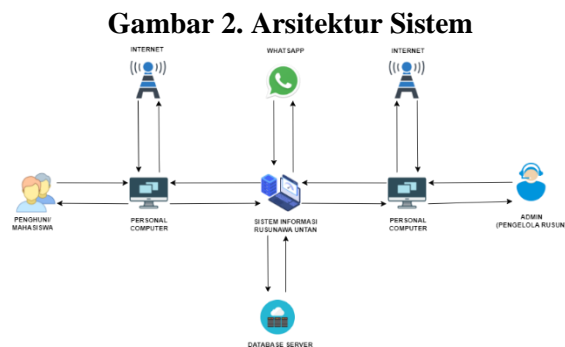 Gambar 2. Arsitektur Sistem
INTERNET
WHATSAPP
INTERNET
PENGHUNI/
MAHASISWA
PERSONAL
COMPUTER
SISTEM INFORMASI
RUSUNAWA UNTAN
PERSONAL
COMPUTER
ADMIN
(PENGELOLA RUSUN
DATABASE SERVER